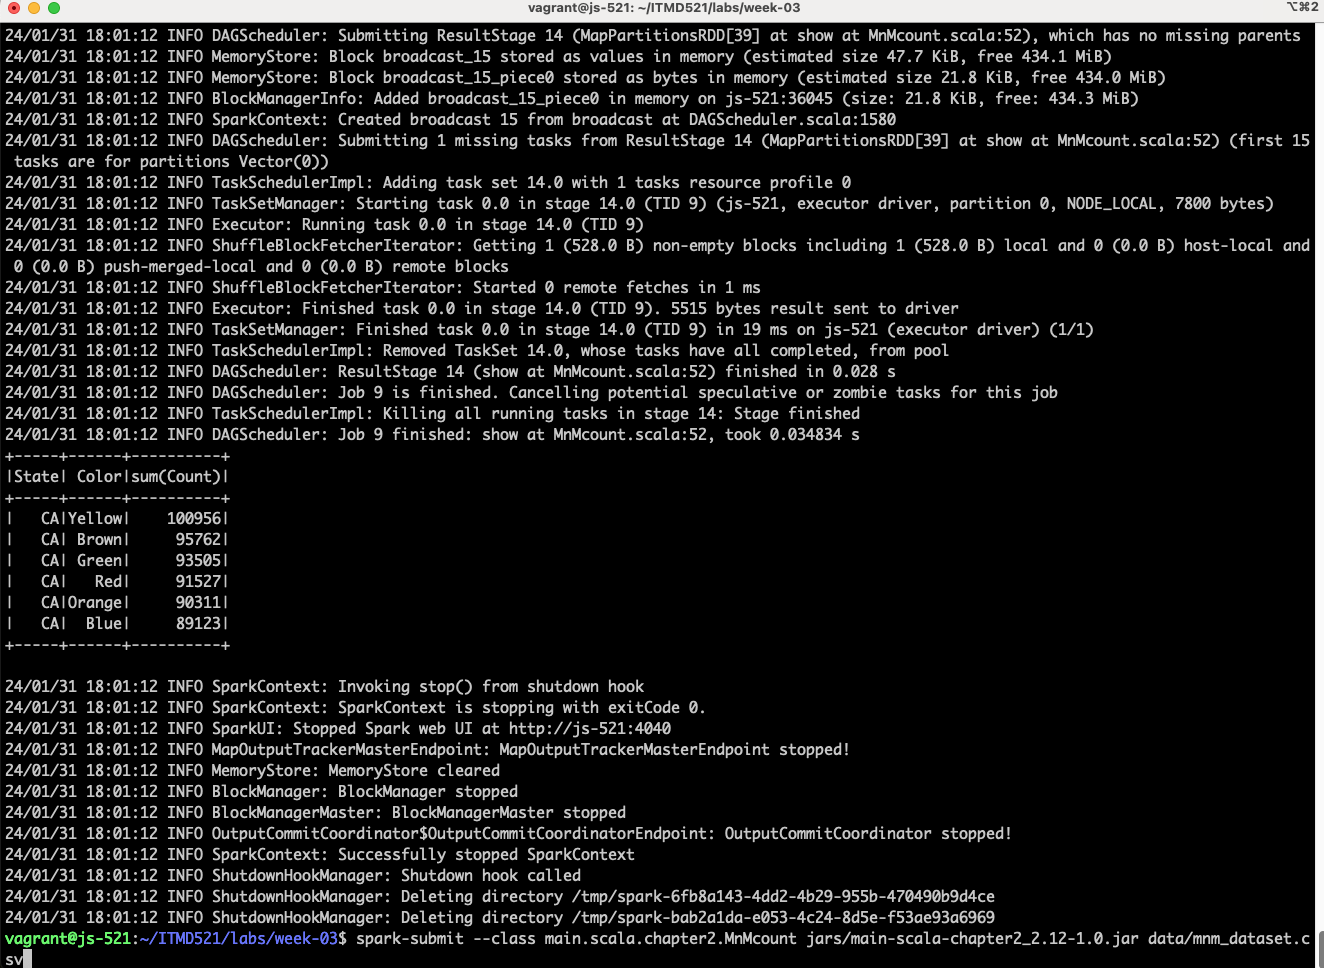 vagrant@js-521: ~/ITMD521/labs/week-03
⌥⌘2
24/01/31 18:01:12 INFO DAGScheduler: Submitting ResultStage 14 (MapPartitionsRDD[39] at show at MnMcount.scala:52), which has no missing parents
24/01/31 18:01:12 INFO MemoryStore: Block broadcast_15 stored as values in memory (estimated size 47.7 KiB, free 434.1 MiB)
24/01/31 18:01:12 INFO MemoryStore: Block broadcast_15_piece0 stored as bytes in memory (estimated size 21.8 KiB, free 434.0 MiB)
24/01/31 18:01:12 INFO BlockManagerInfo: Added broadcast_15_piece0 in memory on js-521:36045 (size: 21.8 KiB, free: 434.3 MiB)
24/01/31 18:01:12 INFO SparkContext: Created broadcast 15 from broadcast at DAGScheduler.scala:1580
24/01/31 18:01:12 INFO DAGScheduler: Submitting 1 missing tasks from ResultStage 14 (MapPartitionsRDD[39] at show at MnMcount.scala:52) (first 15
 tasks are for partitions Vector(0))
24/01/31 18:01:12 INFO TaskSchedulerImpl: Adding task set 14.0 with 1 tasks resource profile 0
24/01/31 18:01:12 INFO TaskSetManager: Starting task 0.0 in stage 14.0 (TID 9) (js-521, executor driver, partition 0, NODE_LOCAL, 7800 bytes)
24/01/31 18:01:12 INFO Executor: Running task 0.0 in stage 14.0 (TID 9)
24/01/31 18:01:12 INFO ShuffleBlockFetcherIterator: Getting 1 (528.0 B) non-empty blocks including 1 (528.0 B) local and 0 (0.0 B) host-local and
 0 (0.0 B) push-merged-local and 0 (0.0 B) remote blocks
24/01/31 18:01:12 INFO ShuffleBlockFetcherIterator: Started 0 remote fetches in 1 ms
24/01/31 18:01:12 INFO Executor: Finished task 0.0 in stage 14.0 (TID 9). 5515 bytes result sent to driver
24/01/31 18:01:12 INFO TaskSetManager: Finished task 0.0 in stage 14.0 (TID 9) in 19 ms on js-521 (executor driver) (1/1)
24/01/31 18:01:12 INFO TaskSchedulerImpl: Removed TaskSet 14.0, whose tasks have all completed, from pool
24/01/31 18:01:12 INFO DAGScheduler: ResultStage 14 (show at MnMcount.scala:52) finished in 0.028 s
24/01/31 18:01:12 INFO DAGScheduler: Job 9 is finished. Cancelling potential speculative or zombie tasks for this job
24/01/31 18:01:12 INFO TaskSchedulerImpl: Killing all running tasks in stage 14: Stage finished
24/01/31 18:01:12 INFO DAGScheduler: Job 9 finished: show at MnMcount.scala:52, took 0.034834 s
+-----+------+----------+
|State| Color|sum(Count)|
+-----+------+----------+
|   CA|Yellow|    100956|
|   CA| Brown|     95762|
|   CA| Green|     93505|
|   CA|   Red|     91527|
|   CA|Orange|     90311|
|   CA|  Blue|     89123|
+-----+------+----------+
24/01/31 18:01:12 INFO SparkContext: Invoking stop() from shutdown hook
24/01/31 18:01:12 INFO SparkContext: SparkContext is stopping with exitCode 0.
24/01/31 18:01:12 INFO SparkUI: Stopped Spark web UI at http://js-521:4040
24/01/31 18:01:12 INFO MapOutputTrackerMasterEndpoint: MapOutputTrackerMasterEndpoint stopped!
24/01/31 18:01:12 INFO MemoryStore: MemoryStore cleared
24/01/31 18:01:12 INFO BlockManager: BlockManager stopped
24/01/31 18:01:12 INFO BlockManagerMaster: BlockManagerMaster stopped
24/01/31 18:01:12 INFO OutputCommitCoordinator$OutputCommitCoordinatorEndpoint: OutputCommitCoordinator stopped!
24/01/31 18:01:12 INFO SparkContext: Successfully stopped SparkContext
24/01/31 18:01:12 INFO ShutdownHookManager: Shutdown hook called
24/01/31 18:01:12 INFO ShutdownHookManager: Deleting directory /tmp/spark-6fb8a143-4dd2-4b29-955b-470490b9d4ce
24/01/31 18:01:12 INFO ShutdownHookManager: Deleting directory /tmp/spark-bab2a1da-e053-4c24-8d5e-f53ae93a6969
vagrant@js-521:~/ITMD521/labs/week-03$ spark-submit --class main.scala.chapter2.MnMcount jars/main-scala-chapter2_2.12-1.0.jar data/mnm_dataset.c
sv